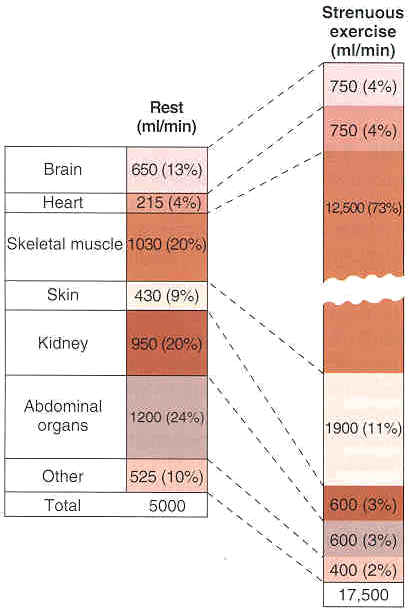 Strenuous
exercise
(ml/min)
750 (4%)
750 (4%)
12,500 (73%)
1900 (11%)
600 (3%)
600 (3%)
400 (2%)
17,500
Rest
(ml/min)
Brain 650 (13%)
Heart 215 (4%)
Skeletal muscle 1030 (20%)
Skin 430 (9%)
Kidney 950 (20%)
Abdominal
organs 1200 (24%)
Other 525 (10%)
Total 5000